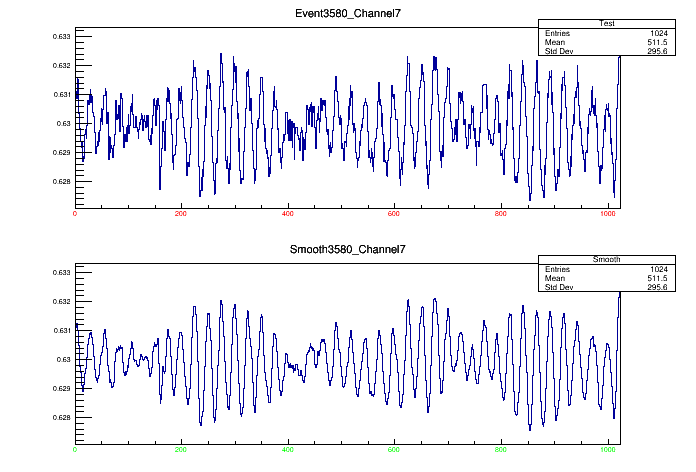 Event3580_Channel7
Test
Entries 1024
Mean 511.5
Std Dev 295.6
0.633
0.632
0.631
0.63
0.629
0.628
0 200 400 600 800 1000
Smooth3580_Channel7
Smooth
Entries 1024
Mean 511.5
Std Dev 295.6
0.633
0.632
0.631
0.63
0.629
0.628
0 200 400 600 800 1000